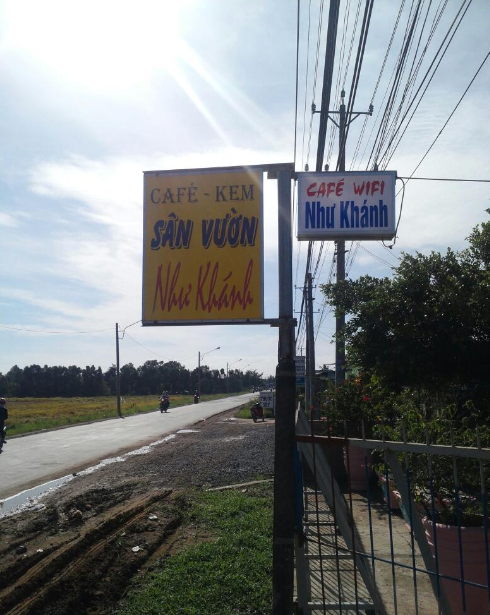 CAFÉ - KEM
SÂN VƯỜN
Như Khánh
CAFÉ WIFI
Như Khánh